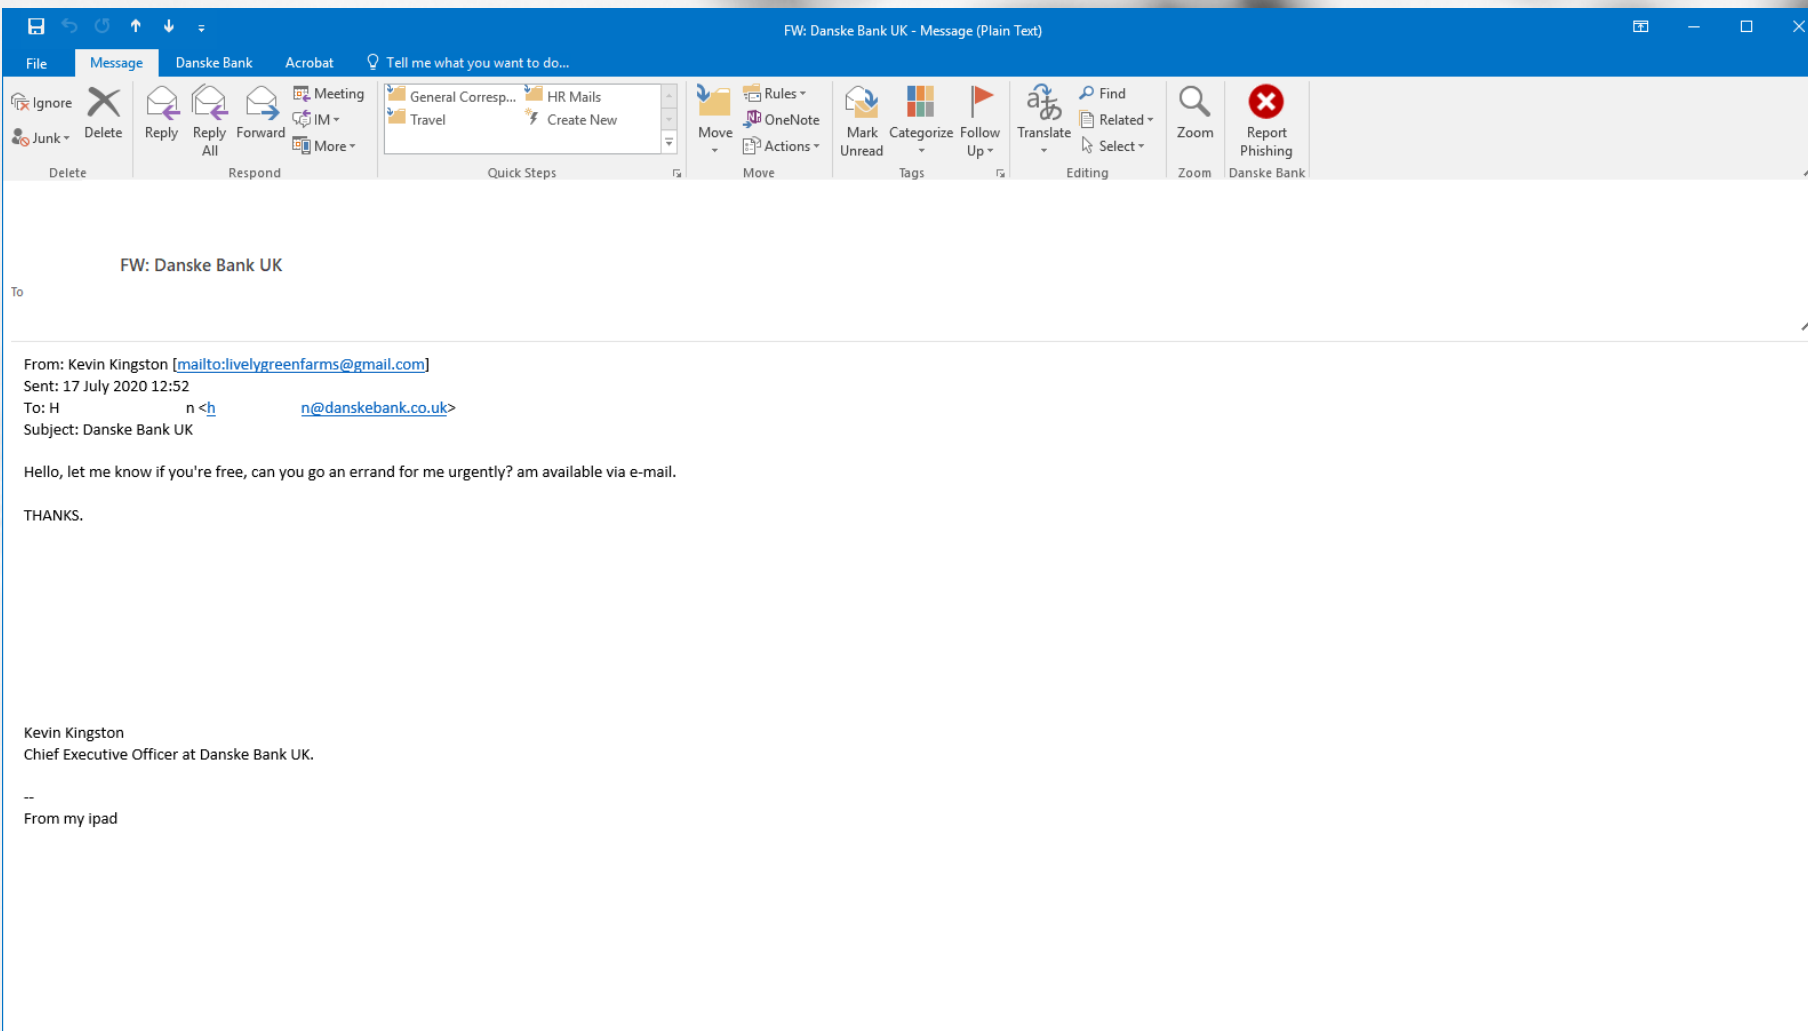 FW: Danske Bank UK - Message (Plain Text)
File Message Danske Bank Acrobat Tell me what you want to do...
Ignore
Junk
Delete
Delete
Reply
Reply All
Forward
Meeting
IM
More
Respond
General Corresp... HR Mails
Travel Create New
Quick Steps
Move
Rules
OneNote
Actions
Move
Mark Unread
Categorize
Follow Up
Tags
Translate
Find
Related
Select
Editing
Zoom
Zoom
Report Phishing
Danske Bank
FW: Danske Bank UK
To
From: Kevin Kingston [mailto:livelygreenfarms@gmail.com]
Sent: 17 July 2020 12:52
To: H n <h n@danskebank.co.uk>
Subject: Danske Bank UK
Hello, let me know if you're free, can you go an errand for me urgently? am available via e-mail.
THANKS.
Kevin Kingston
Chief Executive Officer at Danske Bank UK.
--
From my ipad